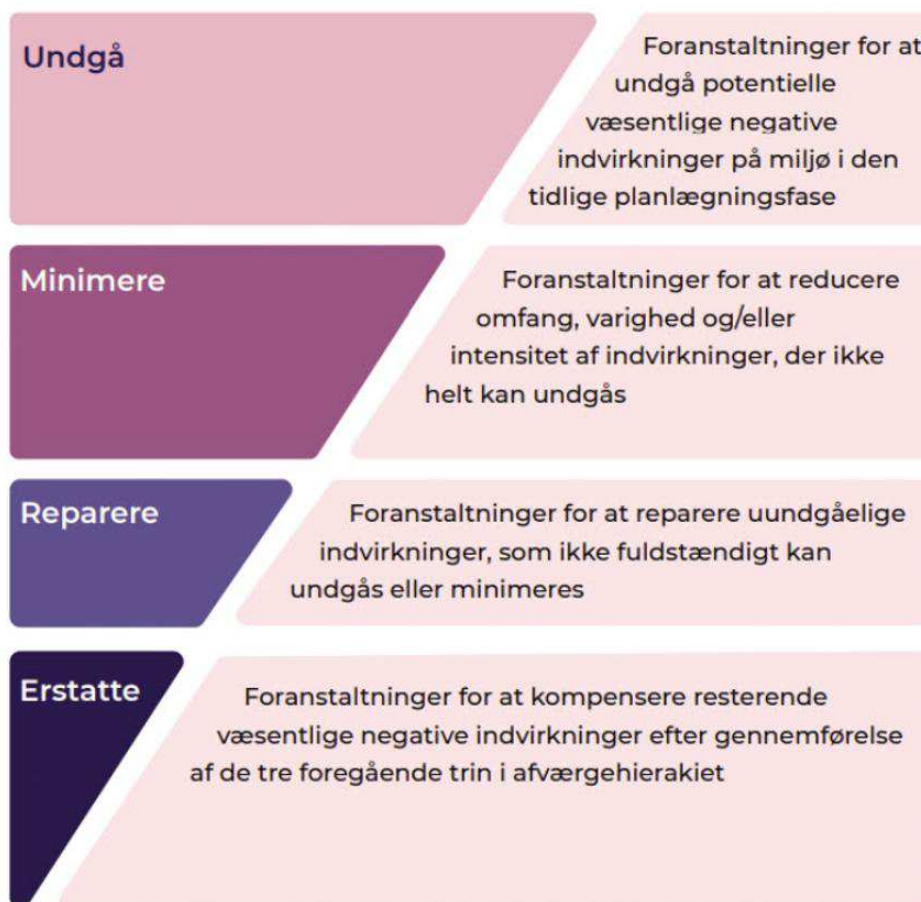 Undgå
Foranstaltninger for at
undgå potentielle
væsentlige negative
indvirkninger på miljø i den
tidlige planlægningsfase
Minimere
Foranstaltninger for at reducere
omfang, varighed og/eller
intensitet af indvirkninger, der ikke
helt kan undgås
Reparere
Foranstaltninger for at reparere uundgåelige
indvirkninger, som ikke fuldstændigt kan
undgås eller minimeres
Erstatte
Foranstaltninger for at kompensere resterende
væsentlige negative indvirkninger efter gennemførelse
af de tre foregående trin i afværgehierakiet